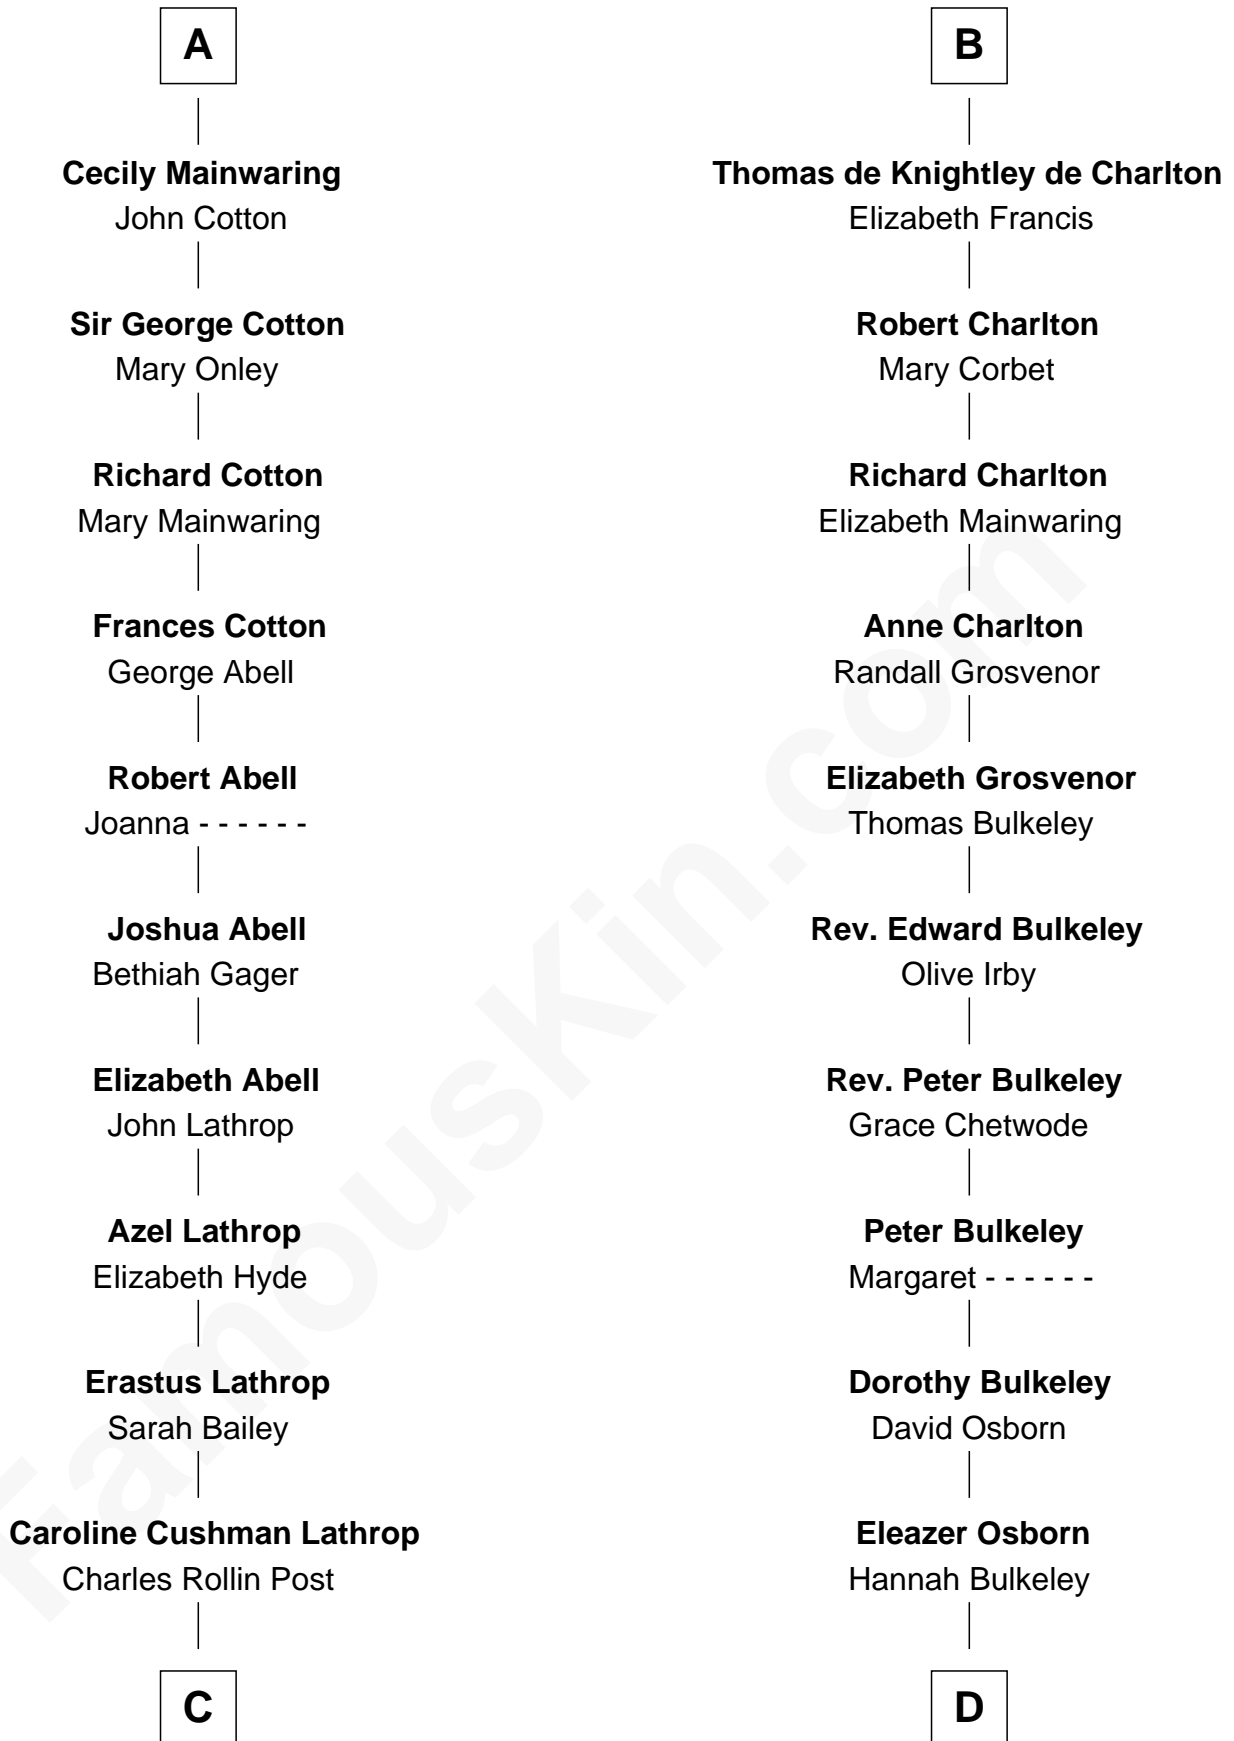 A
Cecily Mainwaring
John Cotton
Sir George Cotton
Mary Onley
Richard Cotton
Mary Mainwaring
Frances Cotton
George Abell
Robert Abell
Joanna - - - - - -
Joshua Abell
Bethiah Gager
Elizabeth Abell
John Lathrop
Azel Lathrop
Elizabeth Hyde
Erastus Lathrop
Sarah Bailey
Caroline Cushman Lathrop
Charles Rollin Post
C
B
Thomas de Knightley de Charlton
Elizabeth Francis
Robert Charlton
Mary Corbet
Richard Charlton
Elizabeth Mainwaring
Anne Charlton
Randall Grosvenor
Elizabeth Grosvenor
Thomas Bulkeley
Rev. Edward Bulkeley
Olive Irby
Rev. Peter Bulkeley
Grace Chetwode
Peter Bulkeley
Margaret - - - - - -
Dorothy Bulkeley
David Osborn
Eleazer Osborn
Hannah Bulkeley
D
FamousKin.com